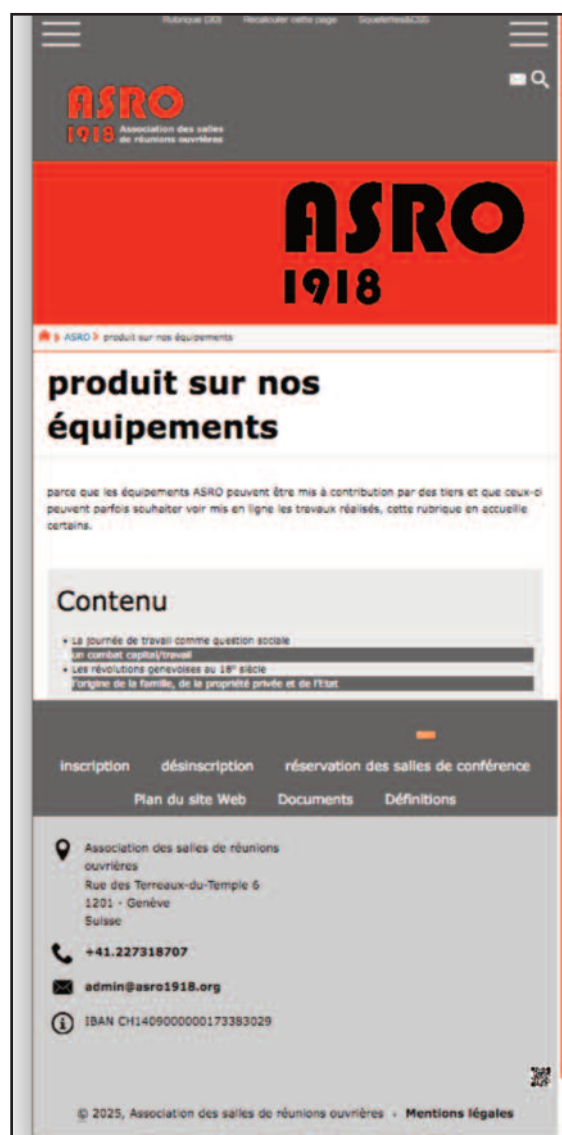 Recalculer cette page
Squelettes&CSS
ASRO
1918 Association des salles
de réunions ouvrières
ASRO
1918
ASRO produit sur nos équipements
produit sur nos
équipements
parce que les équipements ASRO peuvent être mis à contribution par des tiers et que ceux-ci
peuvent parfois souhaiter voir mis en ligne les travaux réalisés, cette rubrique en accueille
certains.
Contenu
• La journée de travail comme question sociale
un combat capital/travail
• Les révolutions genevoises au 18e siècle
l'origine de la famille, de la propriété privée et de l'Etat
inscription désinscription réservation des salles de conférence
Plan du site Web Documents Définitions
Association des salles de réunions
ouvrières
Rue des Terreaux-du-Temple 6
1201 - Genève
Suisse
+41.227318707
admin@asro1918.org
IBAN CH1409000000173383029
© 2025, Association des salles de réunions ouvrières - Mentions légales